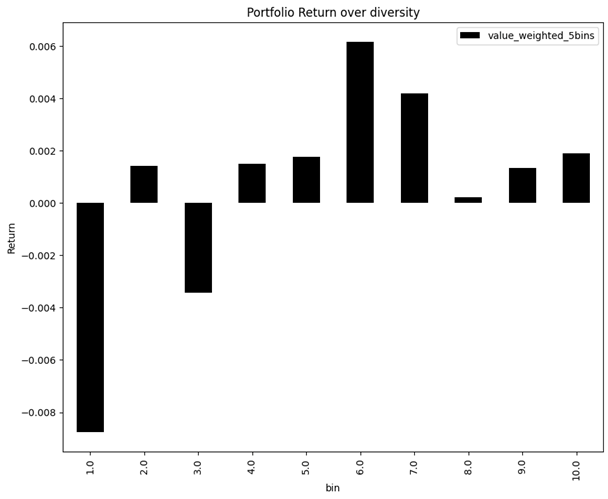 Portfolio Return over diversity
value_weighted_5bins
0.006
0.004
0.002
0.000
−0.002
−0.004
−0.006
−0.008
Return
1.0 2.0 3.0 4.0 5.0 6.0 7.0 8.0 9.0 10.0
bin